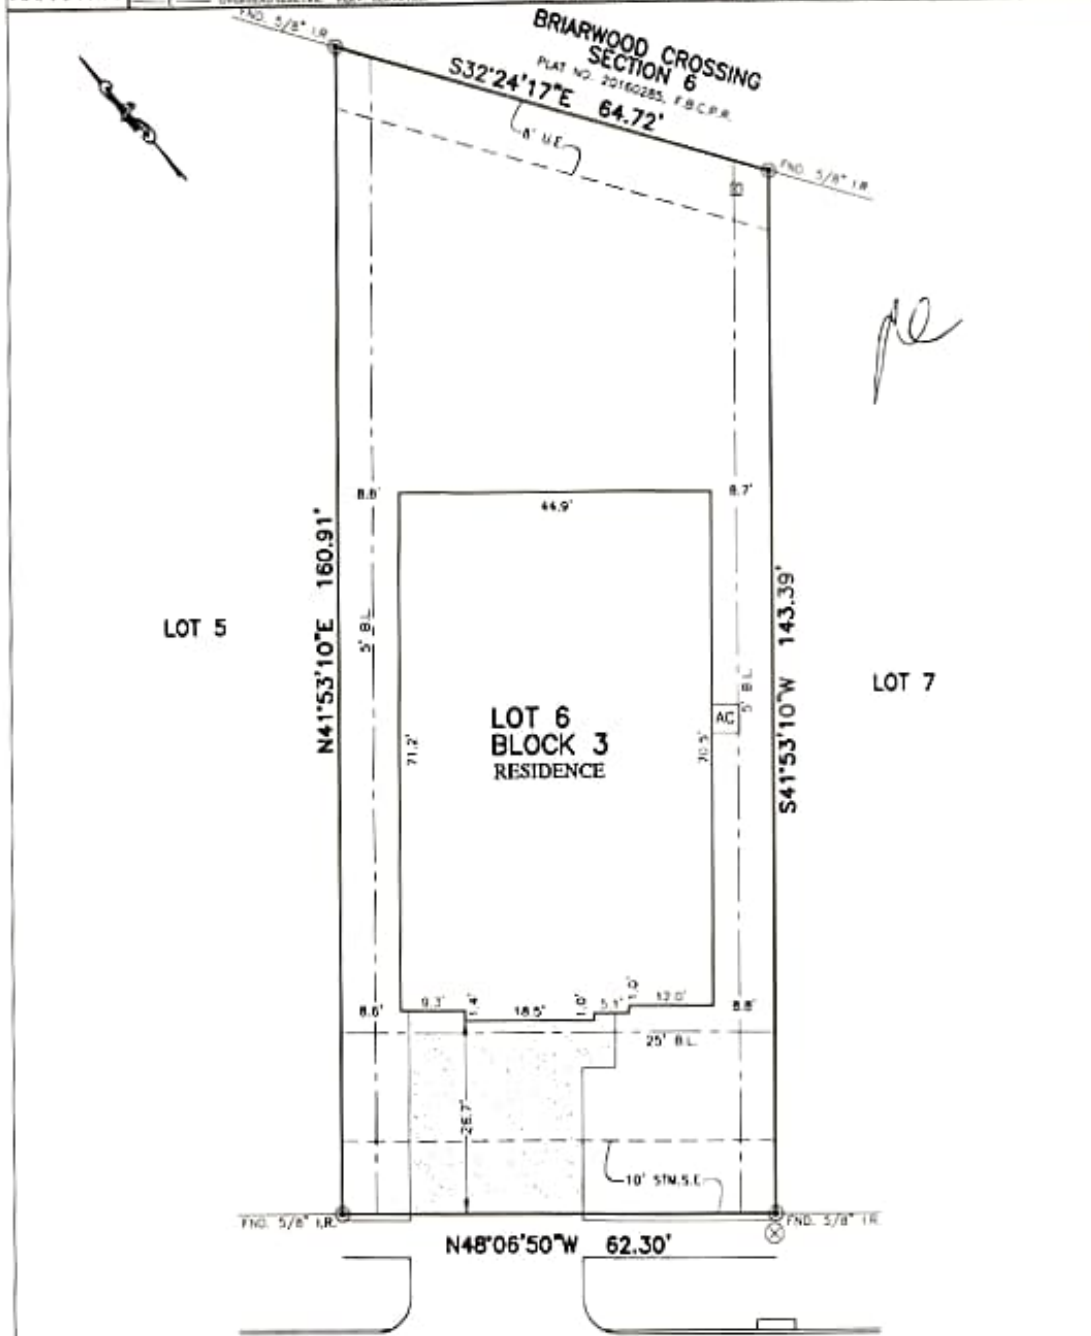 FND. 5/8" I.R.
BRIARWOOD CROSSING
SECTION 6
PLAT NO. 20160285, F.B.C.P.R.
S32°24'17"E 64.72'
8' U.E.
FND. 5/8" I.R.
8.8'
44.9'
8.7'
N41°53'10"E 160.91'
S41°53'10"W 143.39'
5' B.L.
5' B.L.
LOT 5
LOT 7
AC
LOT 6
BLOCK 3
RESIDENCE
71.2'
70.5'
8.6'
9.3'
1.4'
18.5'
1.0'
5.1'
1.0'
12.0'
8.8'
25' B.L.
26.7'
10' STM.S.E.
FND. 5/8" I.R.
N48°06'50"W 62.30'
FND. 5/8" I.R.